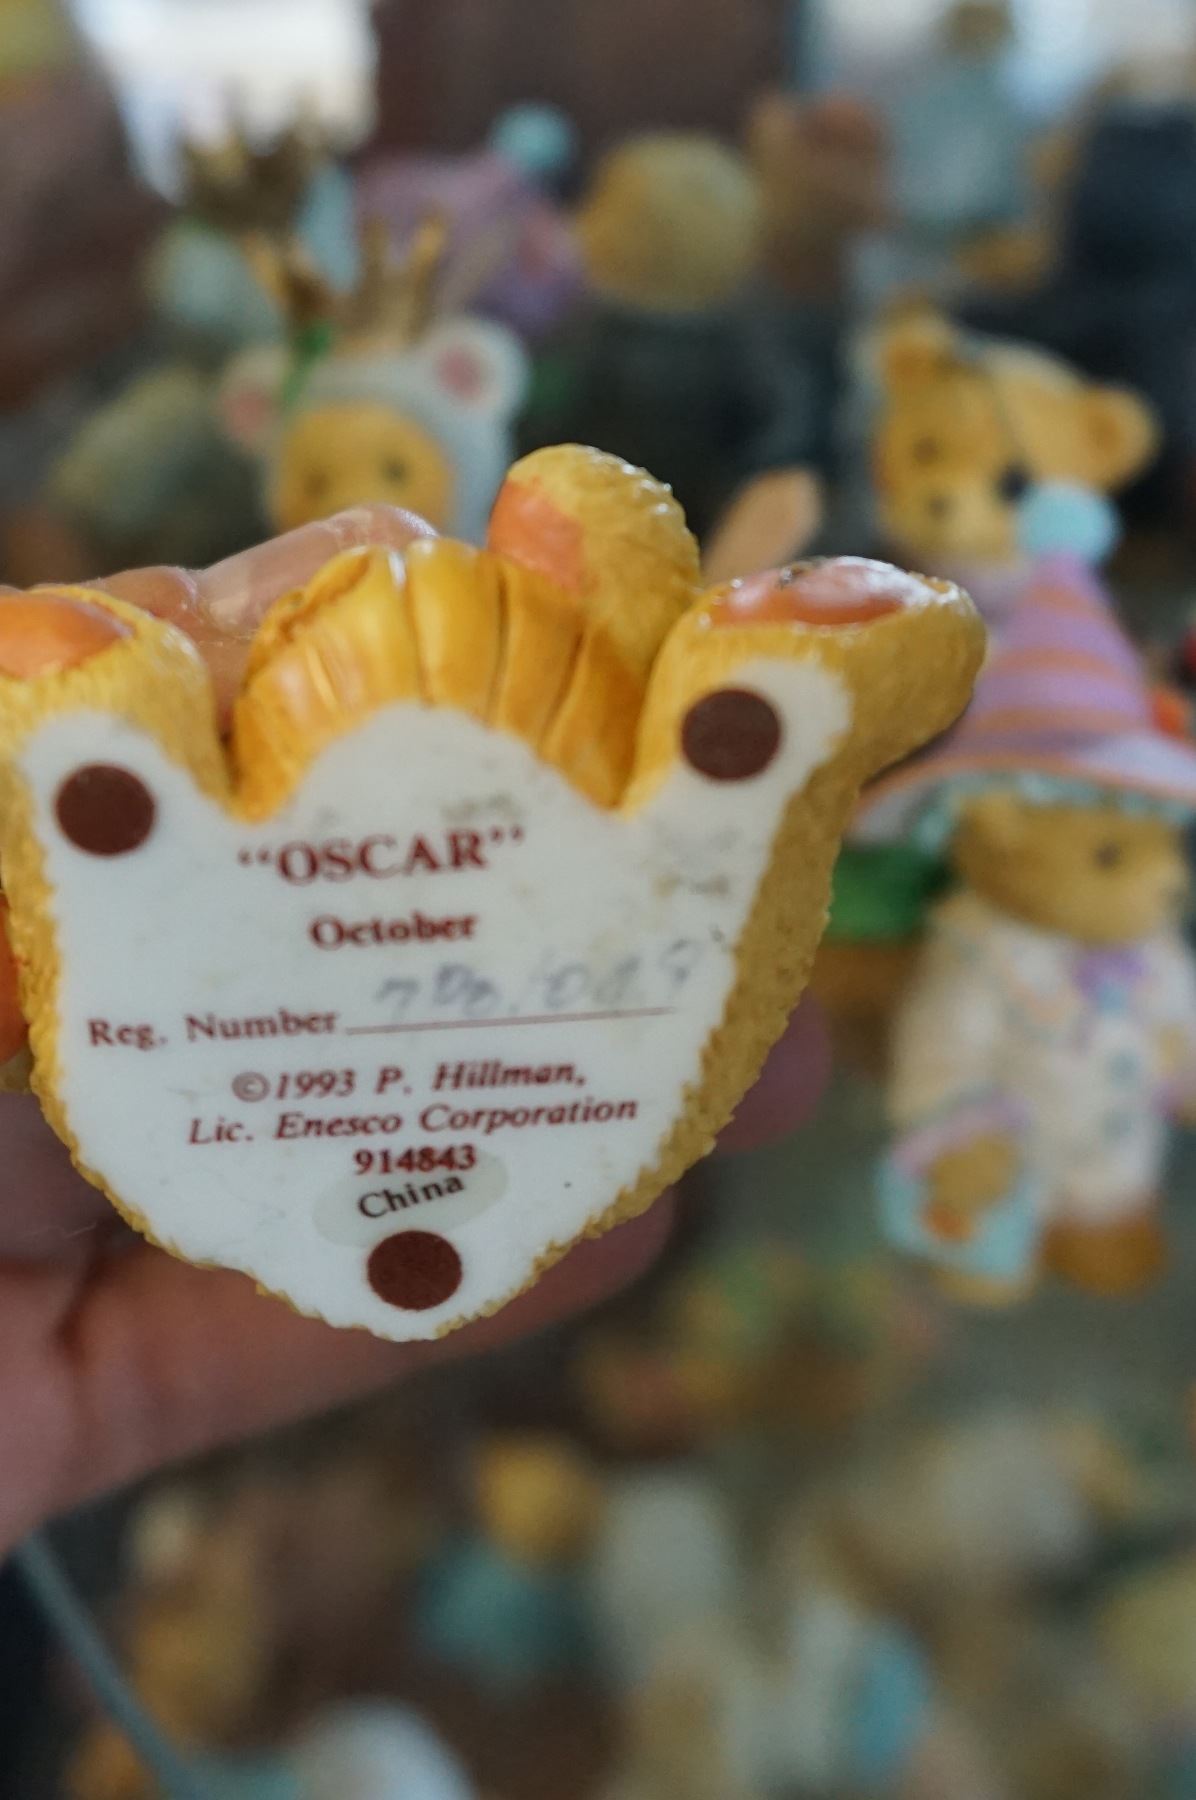 “OSCAR”
October
Reg. Number
©1993 P. Hillman,
Lic. Enesco Corporation
914843
China